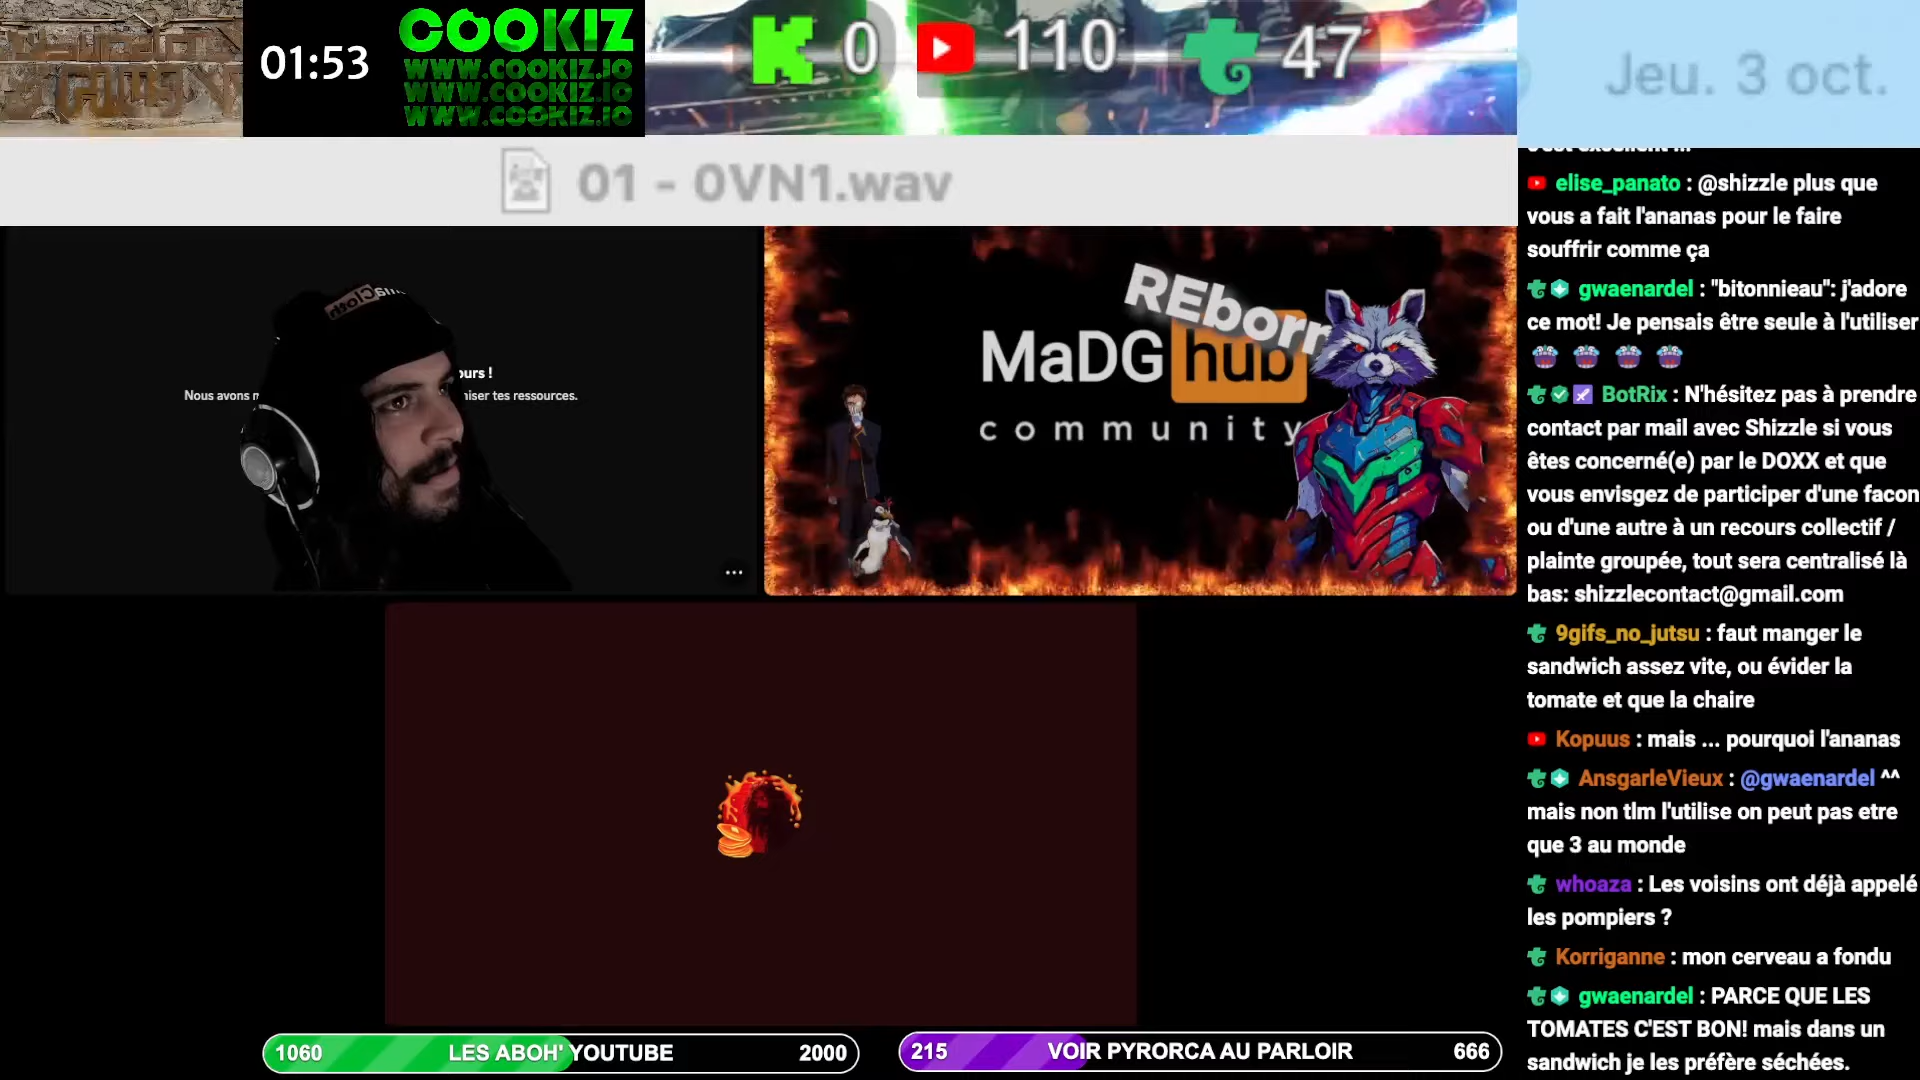 01:53
COOKIZ
WWW.COOKIZ.IO
WWW.COOKIZ.IO
WWW.COOKIZ.IO
0
110
47
Jeu. 3 oct.
01 - 0VN1.wav
ours !
Nous avons
niser tes ressources.
REborn
MaDG hub
community
elise_panato : @shizzle plus que
vous a fait l'ananas pour le faire
souffrir comme ça
gwaenardel : "bitonnieau": j'adore
ce mot! Je pensais être seule à l'utiliser
BotRix : N'hésitez pas à prendre
contact par mail avec Shizzle si vous
êtes concerné(e) par le DOXX et que
vous envisgez de participer d'une facon
ou d'une autre à un recours collectif /
plainte groupée, tout sera centralisé là
bas: shizzlecontact@gmail.com
9gifs_no_jutsu : faut manger le
sandwich assez vite, ou évider la
tomate et que la chaire
Kopuus : mais ... pourquoi l'ananas
AnsgarleVieux : @gwaenardel ^^
mais non tlm l'utilise on peut pas etre
que 3 au monde
whoaza : Les voisins ont déjà appelé
les pompiers ?
Korriganne : mon cerveau a fondu
gwaenardel : PARCE QUE LES
TOMATES C'EST BON! mais dans un
sandwich je les préfère séchées.
1060 LES ABOH' YOUTUBE 2000
215 VOIR PYRORCA AU PARLOIR 666